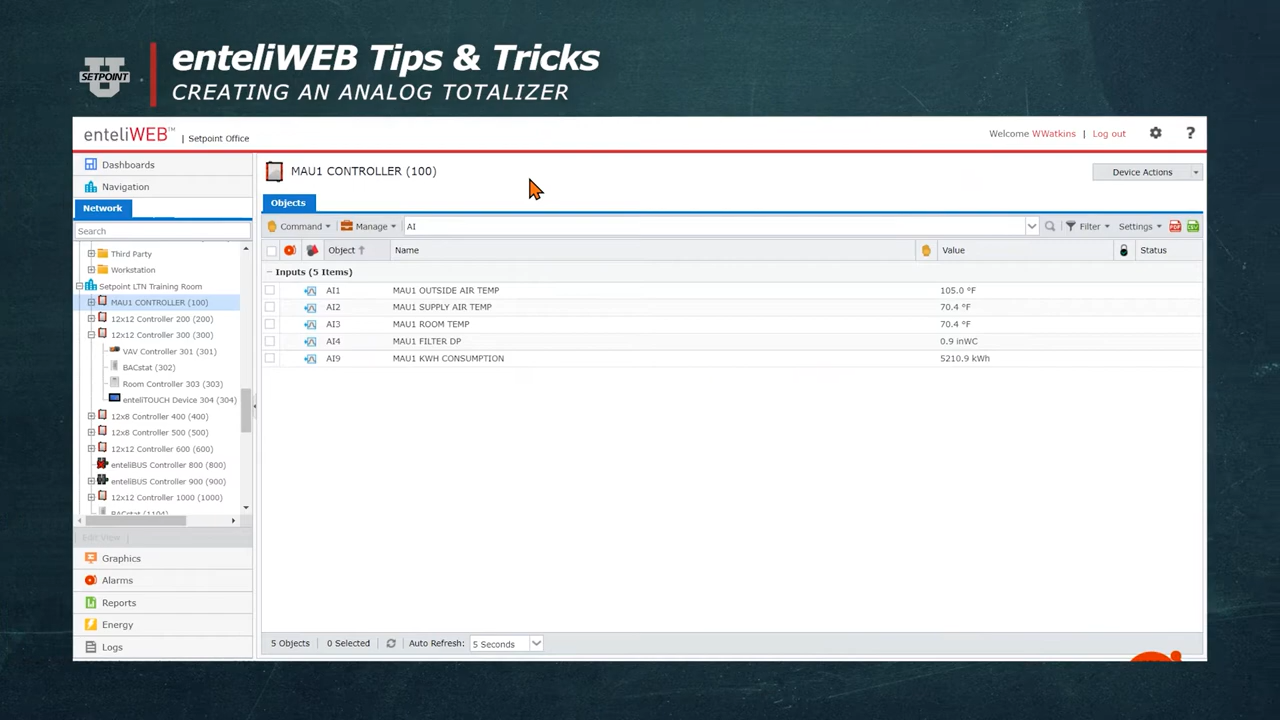 enteliWEB Tips & Tricks
CREATING AN ANALOG TOTALIZER
U
SETPOINT
enteliWEB™ | Setpoint Office
Welcome WWatkins Log out ?
Dashboards
Navigation
Network
Search
Third Party
Workstation
Setpoint LTN Training Room
MAU1 CONTROLLER (100)
12x12 Controller 200 (200)
12x12 Controller 300 (300)
VAV Controller 301 (301)
BACstat (302)
Room Controller 303 (303)
enteliTOUCH Device 304 (304)
12x8 Controller 400 (400)
12x8 Controller 500 (500)
12x12 Controller 600 (600)
enteliBUS Controller 800 (800)
enteliBUS Controller 900 (900)
12x12 Controller 1000 (1000)
BACstat (1104)
Edit View
Graphics
Alarms
Reports
Energy
Logs
MAU1 CONTROLLER (100)
Device Actions
Objects
Command Manage AI Filter Settings PDF CSV
Object Name Value Status
Inputs (5 Items)
AI1 MAU1 OUTSIDE AIR TEMP 105.0 °F
AI2 MAU1 SUPPLY AIR TEMP 70.4 °F
AI3 MAU1 ROOM TEMP 70.4 °F
AI4 MAU1 FILTER DP 0.9 inWC
AI9 MAU1 KWH CONSUMPTION 5210.9 kWh
5 Objects 0 Selected Auto Refresh: 5 Seconds